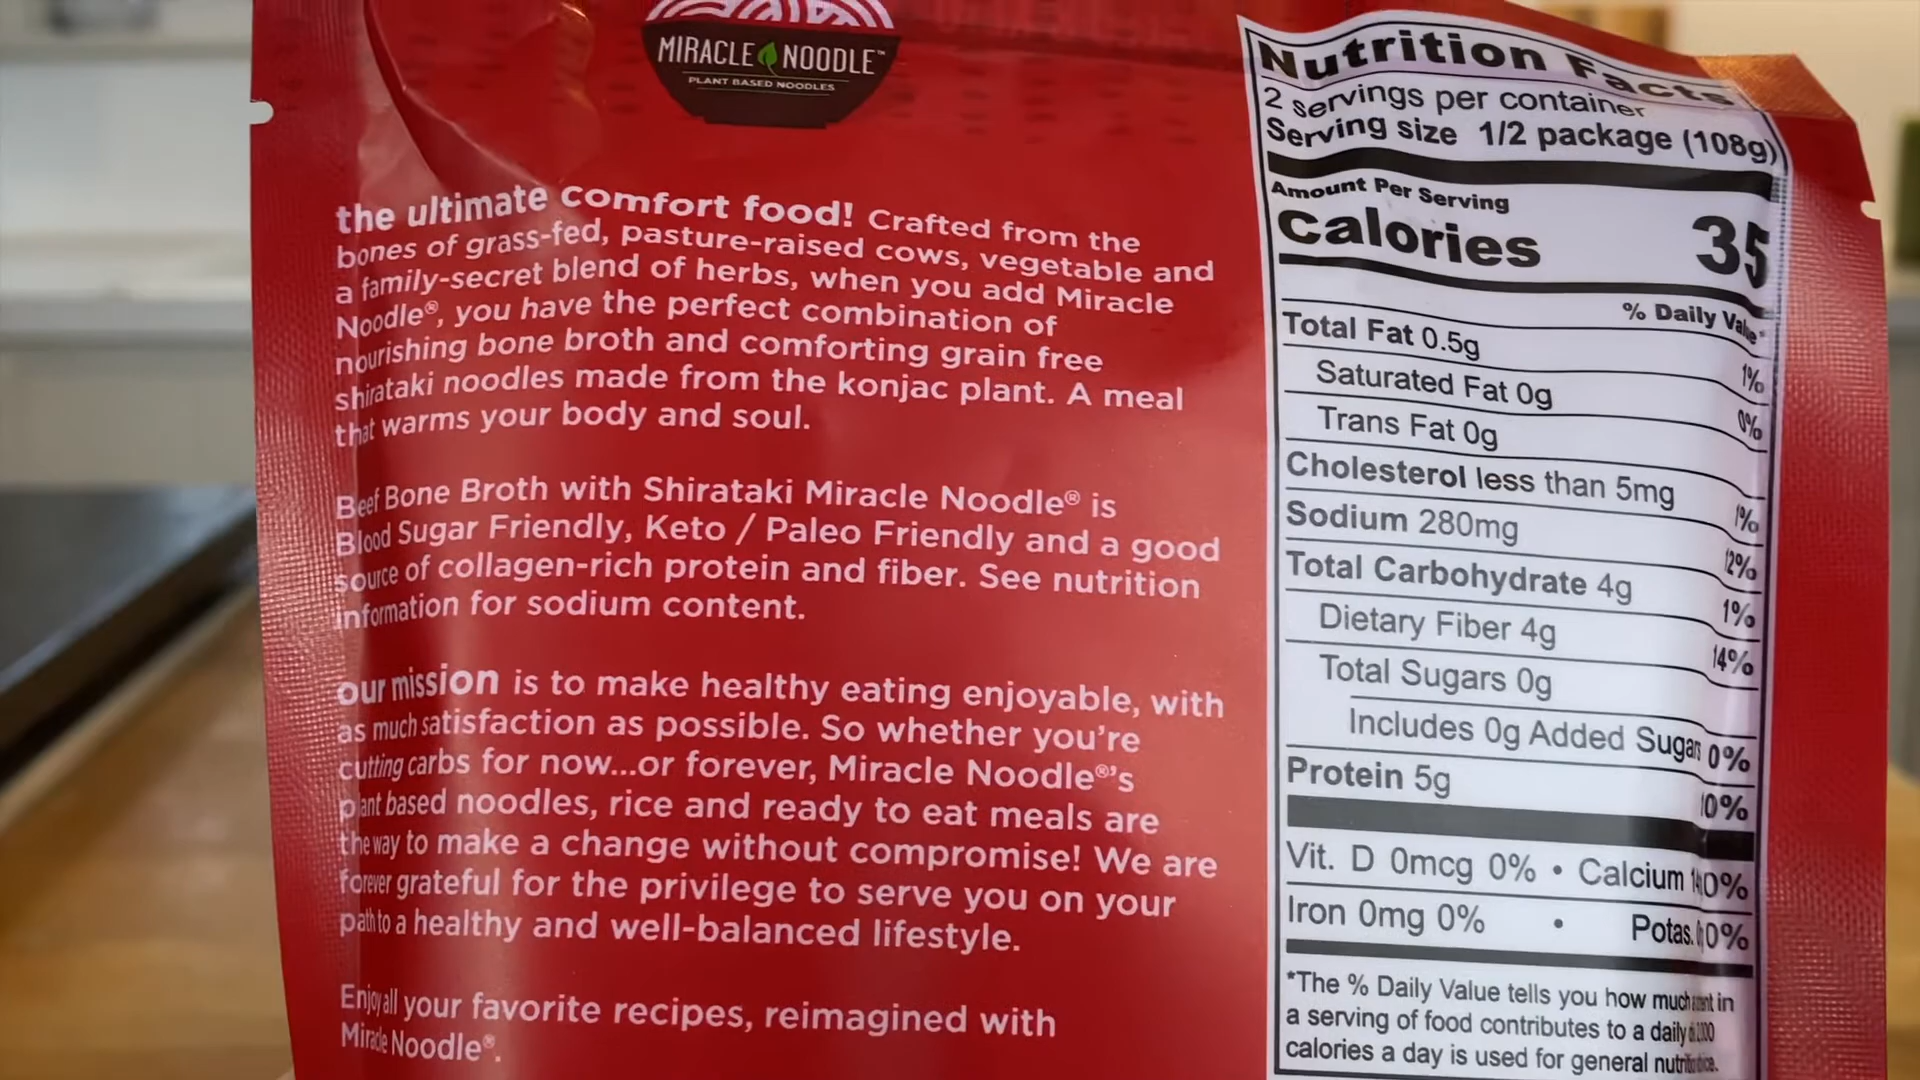 MIRACLE NOODLE™
PLANT BASED NOODLES
the ultimate comfort food! Crafted from the
bones of grass-fed, pasture-raised cows, vegetable and
a family-secret blend of herbs, when you add Miracle
Noodle®, you have the perfect combination of
nourishing bone broth and comforting grain free
shirataki noodles made from the konjac plant. A meal
that warms your body and soul.
Beef Bone Broth with Shirataki Miracle Noodle® is
Blood Sugar Friendly, Keto / Paleo Friendly and a good
source of collagen-rich protein and fiber. See nutrition
information for sodium content.
our mission is to make healthy eating enjoyable, with
as much satisfaction as possible. So whether you're
cutting carbs for now...or forever, Miracle Noodle®'s
plant based noodles, rice and ready to eat meals are
the way to make a change without compromise! We are
forever grateful for the privilege to serve you on your
path to a healthy and well-balanced lifestyle.
Enjoy all your favorite recipes, reimagined with
Miracle Noodle®.
Nutrition Facts
2 servings per container
Serving size 1/2 package (108g)
Amount Per Serving
Calories 35
% Daily Value*
Total Fat 0.5g 1%
Saturated Fat 0g 0%
Trans Fat 0g
Cholesterol less than 5mg 1%
Sodium 280mg 12%
Total Carbohydrate 4g 1%
Dietary Fiber 4g 14%
Total Sugars 0g
Includes 0g Added Sugars 0%
Protein 5g 10%
Vit. D 0mcg 0% • Calcium
Iron 0mg 0% • Potas. 0%
*The % Daily Value tells you how much in
a serving of food contributes to a daily
calories a day is used for general